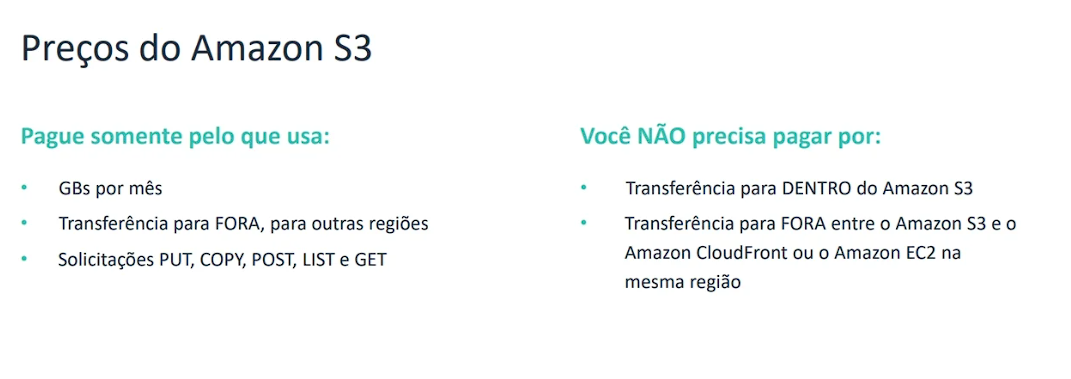 Preços do Amazon S3
Pague somente pelo que usa:
• GBs por mês
• Transferência para FORA, para outras regiões
• Solicitações PUT, COPY, POST, LIST e GET
Você NÃO precisa pagar por:
• Transferência para DENTRO do Amazon S3
• Transferência para FORA entre o Amazon S3 e o
Amazon CloudFront ou o Amazon EC2 na
mesma região